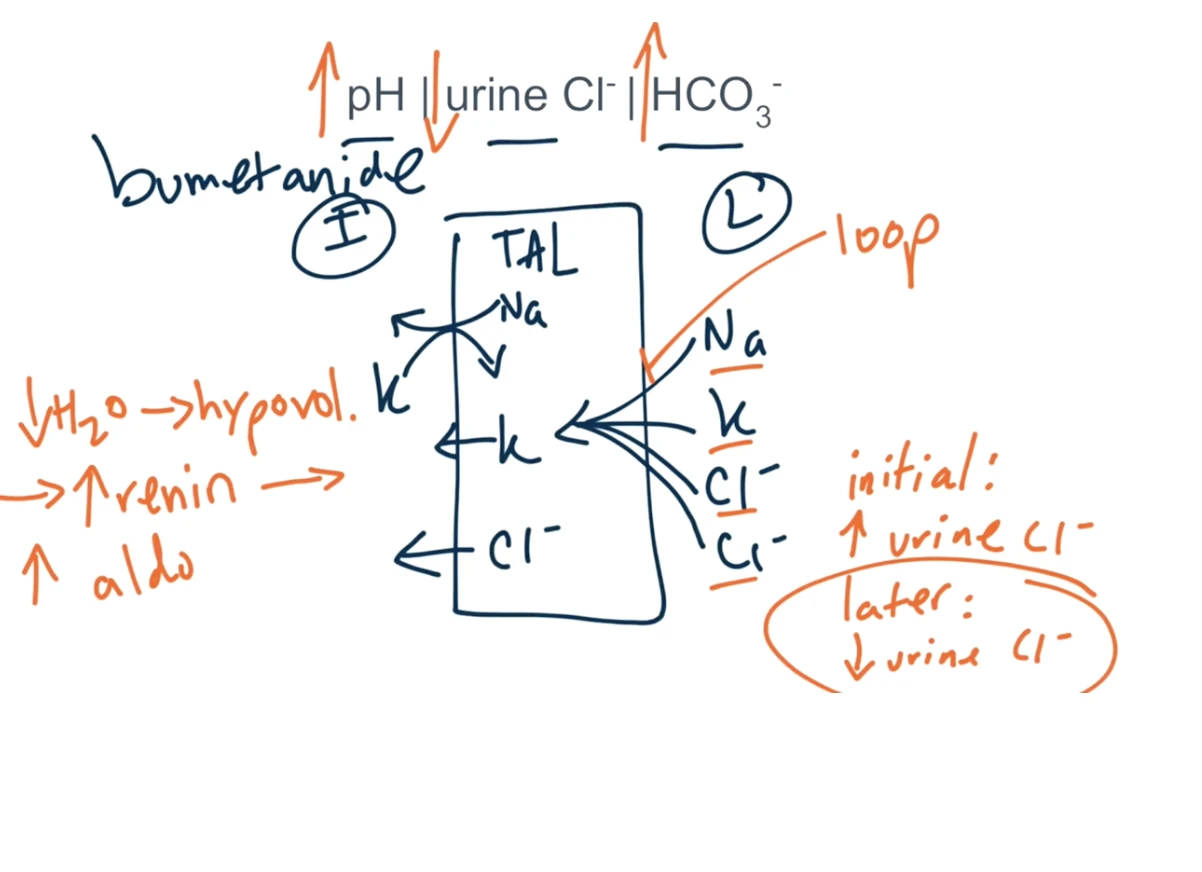 ↑ pH | ↓ urine Cl⁻ | ↑ HCO₃⁻
bumetanide
I
L
loop
TAL
Na
Na
K
K
K
Cl⁻
Cl⁻
Cl⁻
↓H₂O → hypovol.
→ ↑ renin →
↑ aldo
initial:
↑ urine Cl⁻
later:
↓ urine Cl⁻